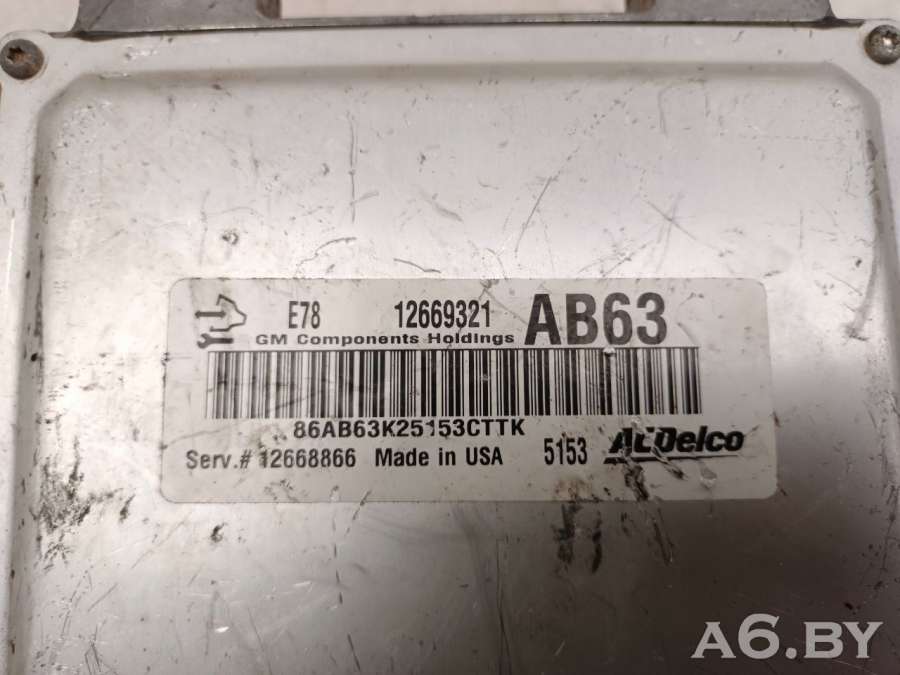 E78 12669321 AB63
GM Components Holdings
86AB63K25153CTTK
Serv.# 12668866 Made in USA 5153 ACDelco
A6.BY